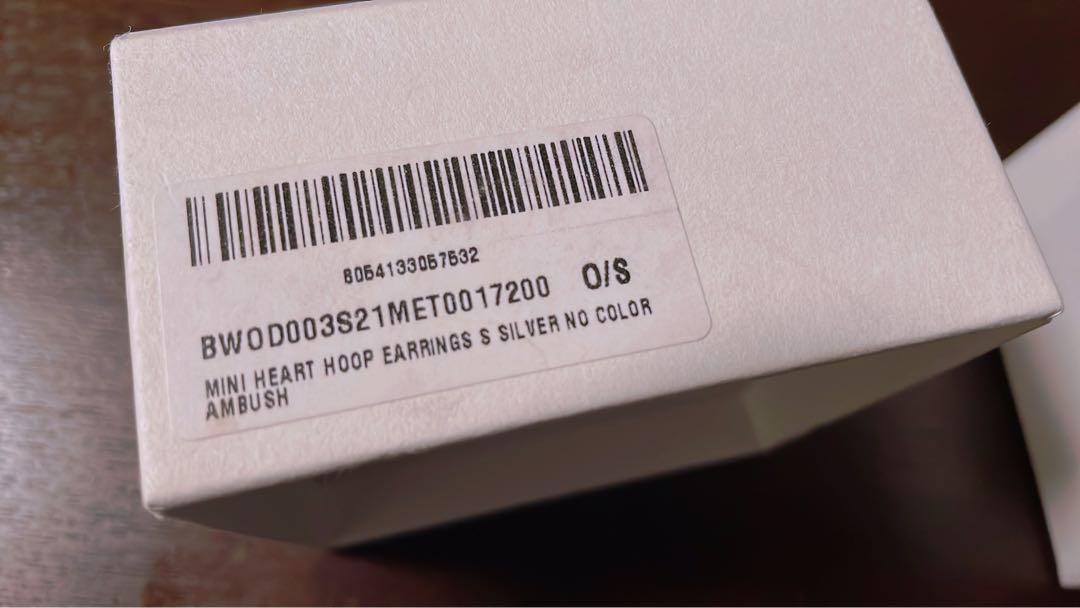 8054133057532
BWOD003S21MET0017200 O/S
MINI HEART HOOP EARRINGS S SILVER NO COLOR
AMBUSH